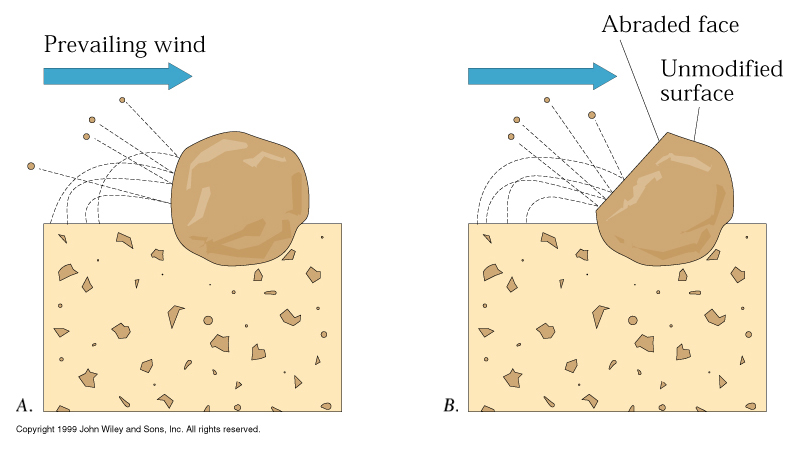 Prevailing wind
Abraded face
Unmodified
surface
A.
B.
Copyright 1999 John Wiley and Sons, Inc. All rights reserved.